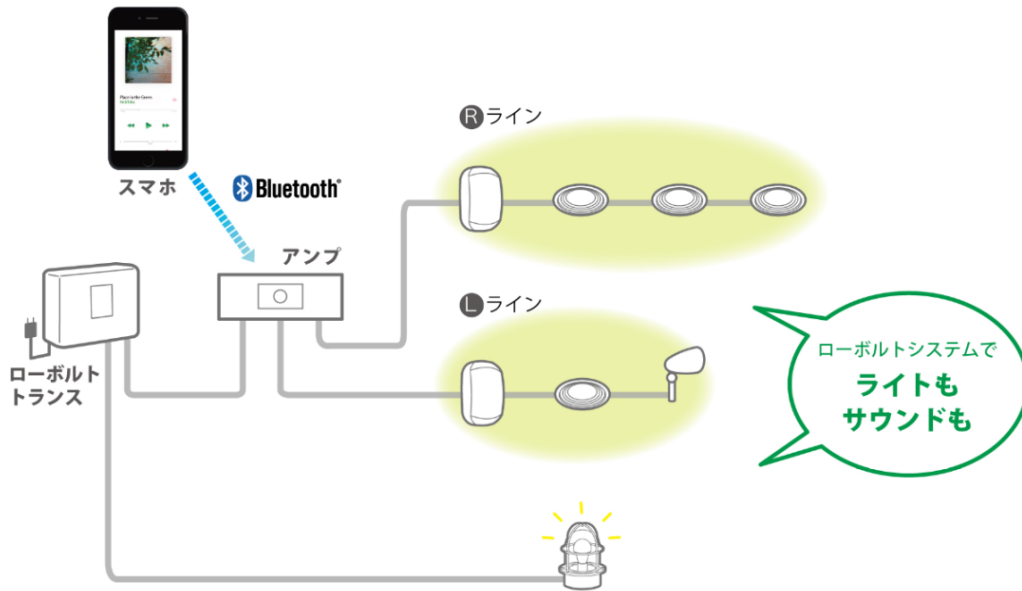 スマホ
Bluetooth®
アンプ
ローボルト
トランス
Rライン
Lライン
ローボルトシステムで
ライトも
サウンドも